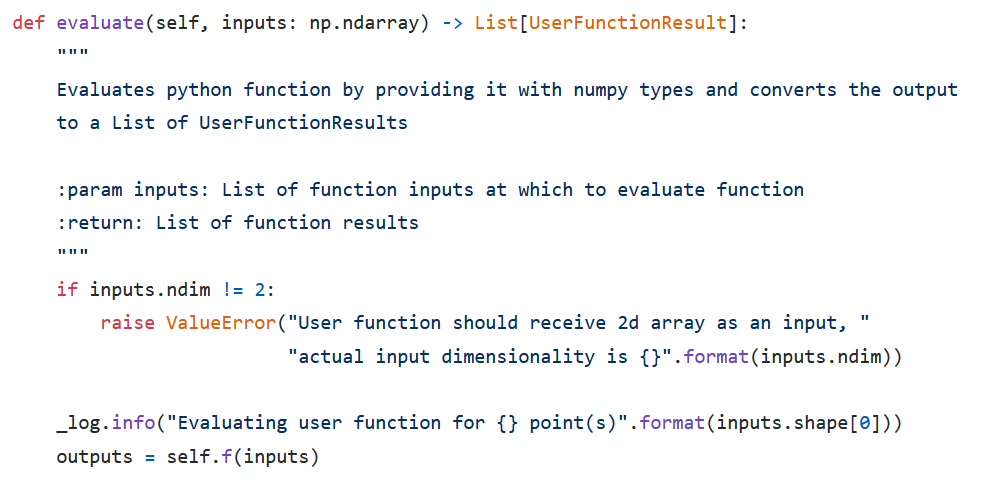 def evaluate(self, inputs: np.ndarray) -> List[UserFunctionResult]:
    """
    Evaluates python function by providing it with numpy types and converts the output
    to a List of UserFunctionResults

    :param inputs: List of function inputs at which to evaluate function
    :return: List of function results
    """
    if inputs.ndim != 2:
        raise ValueError("User function should receive 2d array as an input, "
                         "actual input dimensionality is {}".format(inputs.ndim))

    _log.info("Evaluating user function for {} point(s)".format(inputs.shape[0]))
    outputs = self.f(inputs)